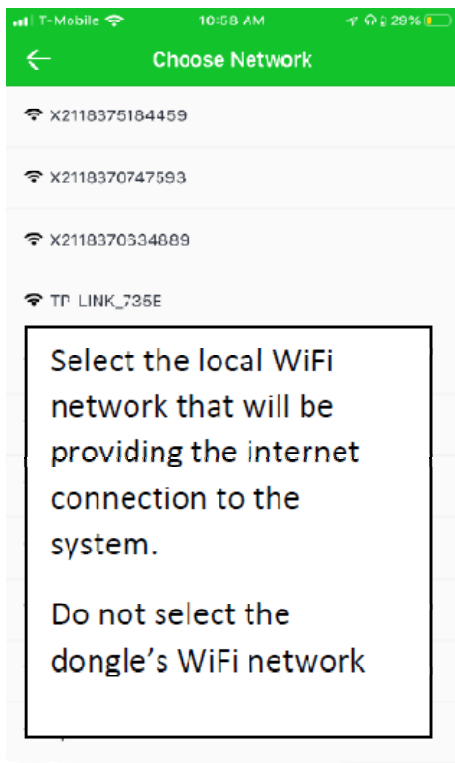 T-Mobile 10:58 AM 29%
Choose Network
X2118375184459
X2118370747593
X2118370334889
TP LINK_735E
Select the local WiFi
network that will be
providing the internet
connection to the
system.
Do not select the
dongle's WiFi network